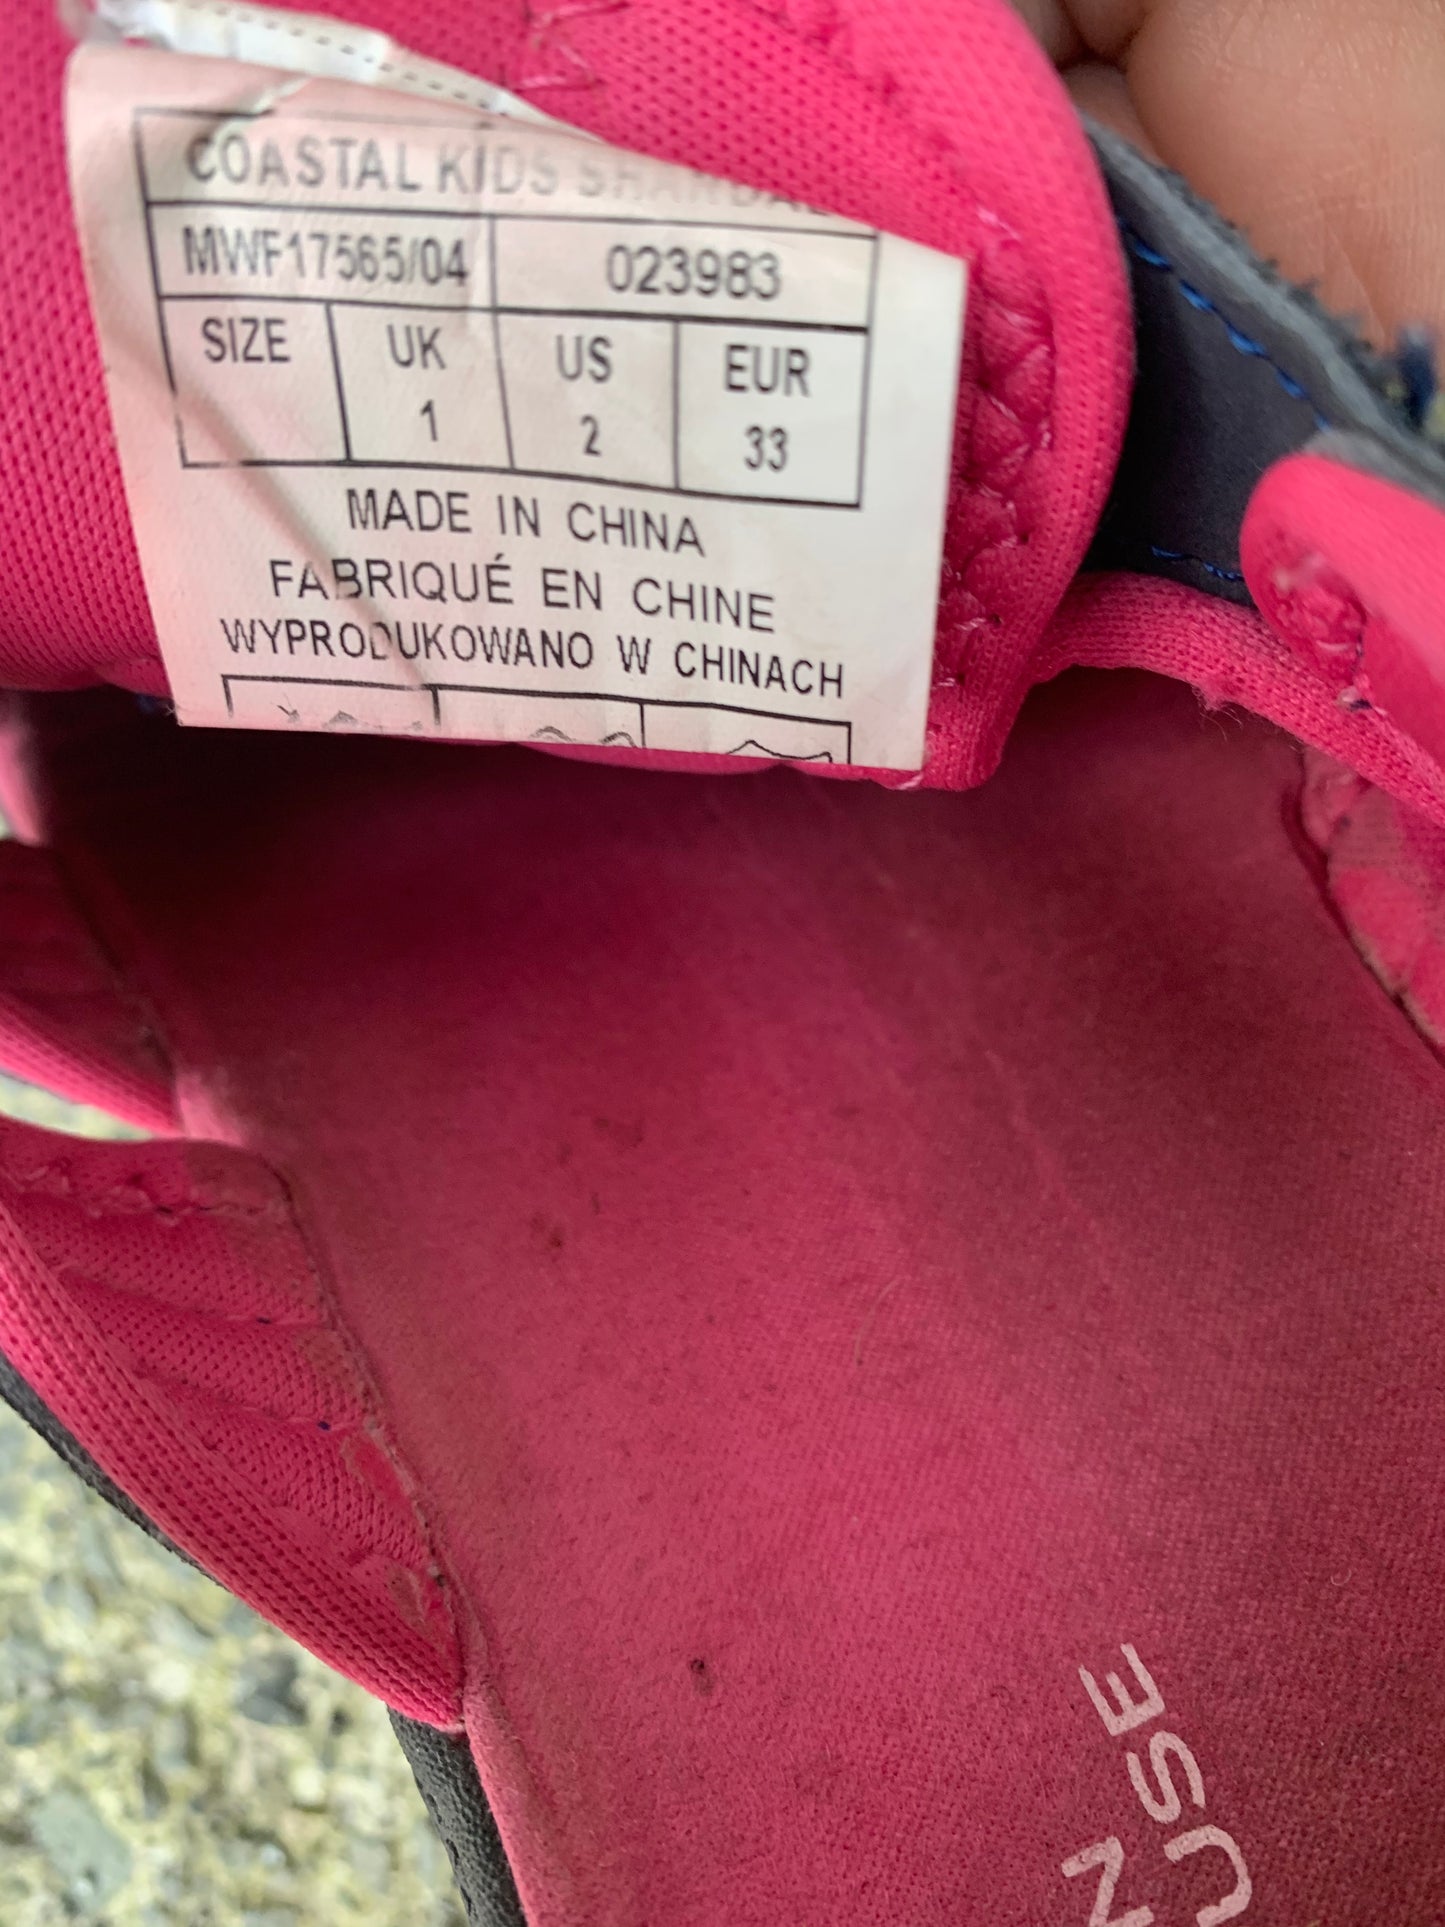 COASTAL KIDS SHANDAL
MWF17565/04 023983
SIZE UK US EUR
1 2 33
MADE IN CHINA
FABRIQUÉ EN CHINE
WYPRODUKOWANO W CHINACH